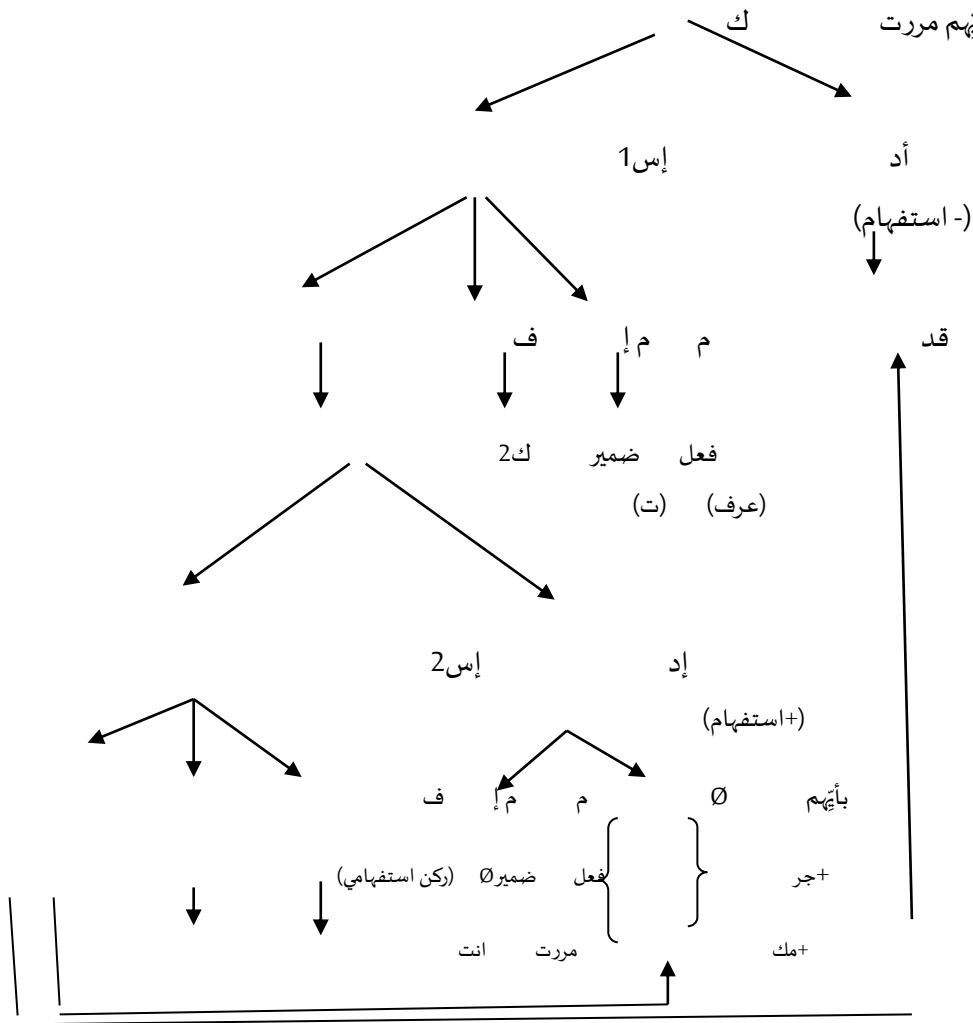 ـهم مررت ك
أد إس1
(- استفهام)
قد م م إ ف
فعل ضمير ك2
(عرف) (ت)
إد إس2
(+استفهام)
بأيّهم Ø م م إ ف
+جر فعل ضميرØ (ركن استفهامي)
+مك مررت انت